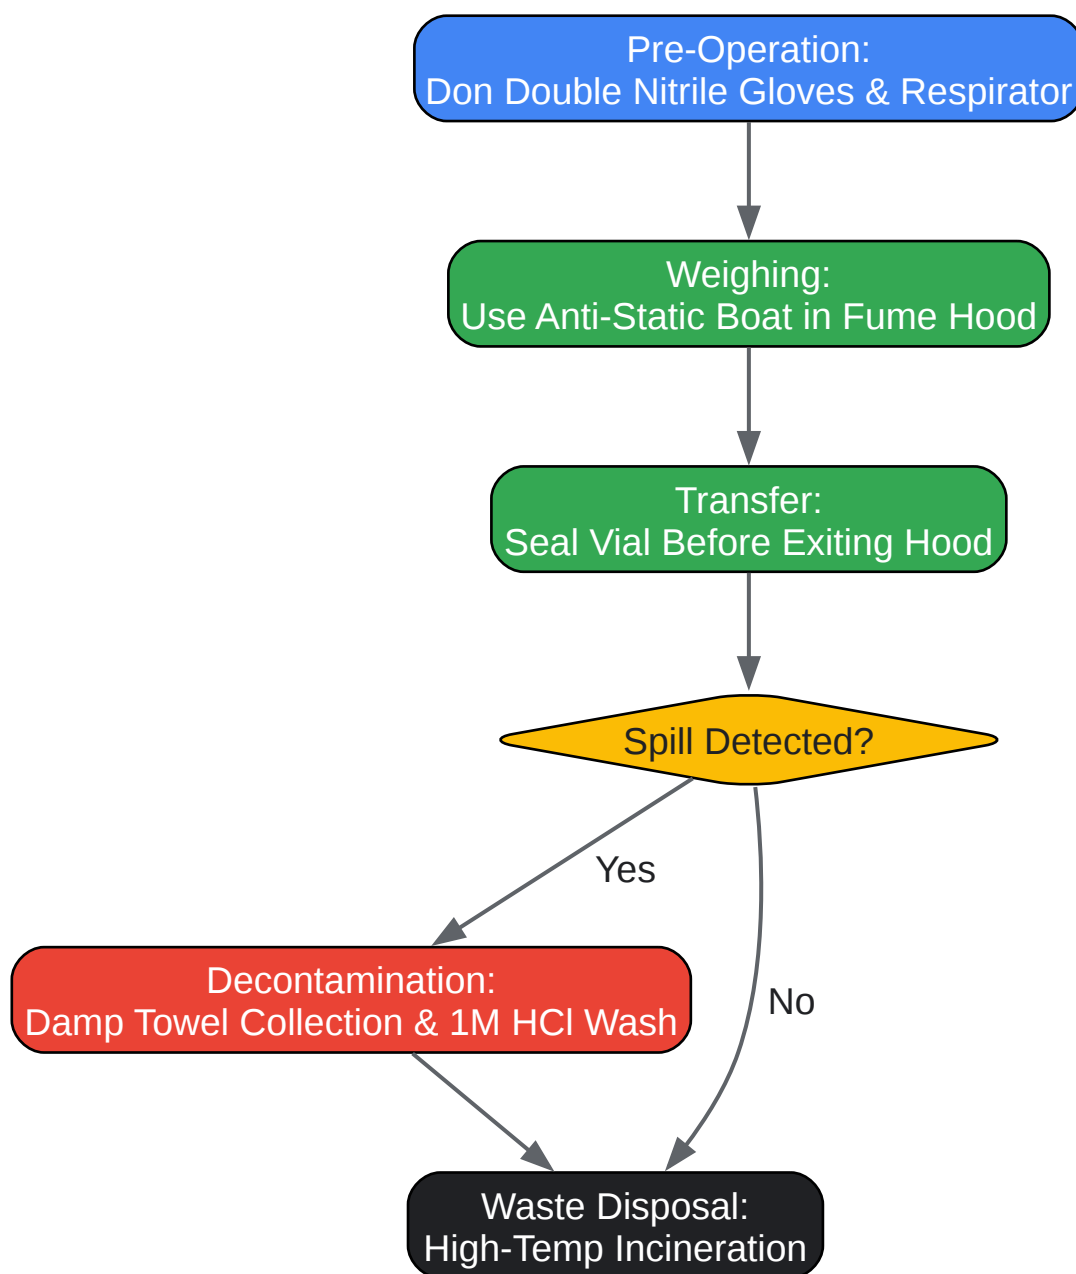 Pre-Operation:
Don Double Nitrile Gloves & Respirator
Weighing:
Use Anti-Static Boat in Fume Hood
Transfer:
Seal Vial Before Exiting Hood
Spill Detected?
Yes
No
Decontamination:
Damp Towel Collection & 1M HCl Wash
Waste Disposal:
High-Temp Incineration